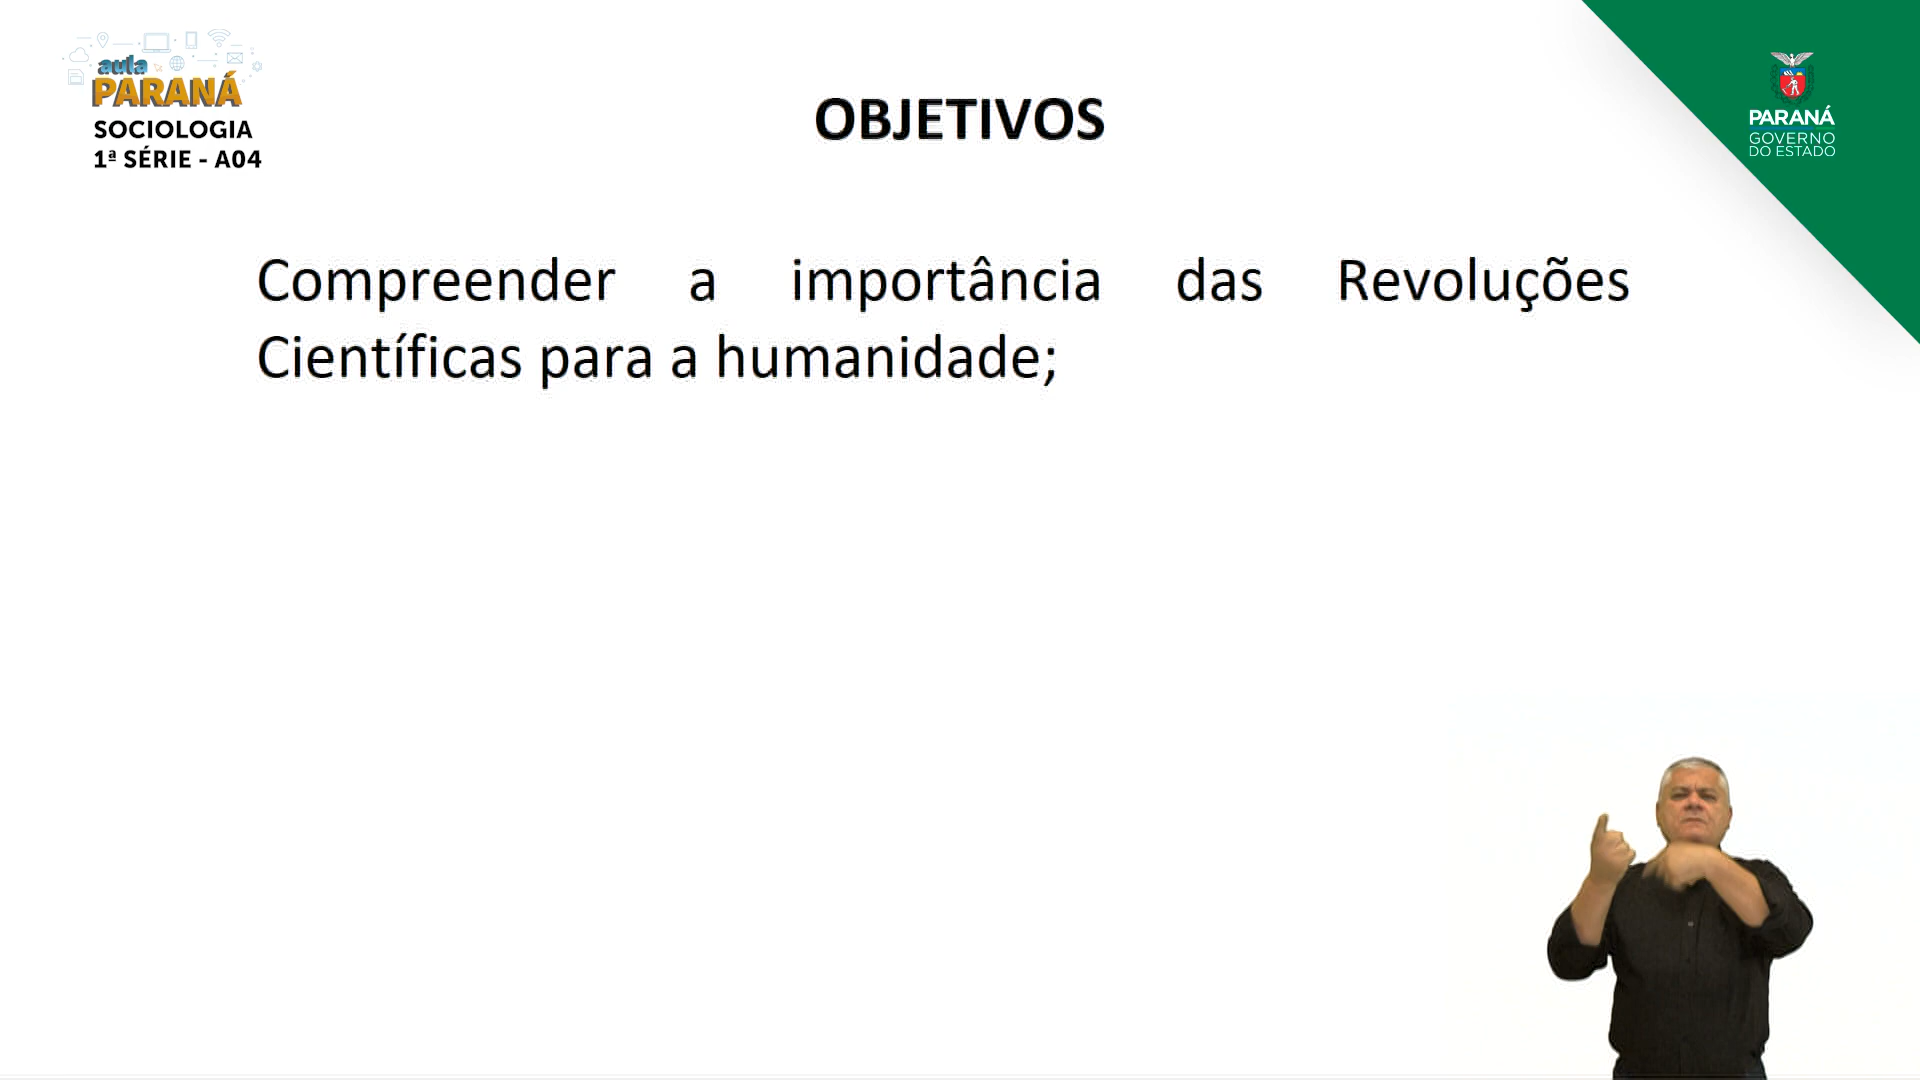 aula
PARANÁ
SOCIOLOGIA
1ª SÉRIE - A04
OBJETIVOS
PARANÁ
GOVERNO
DO ESTADO
Compreender a importância das Revoluções
Científicas para a humanidade;